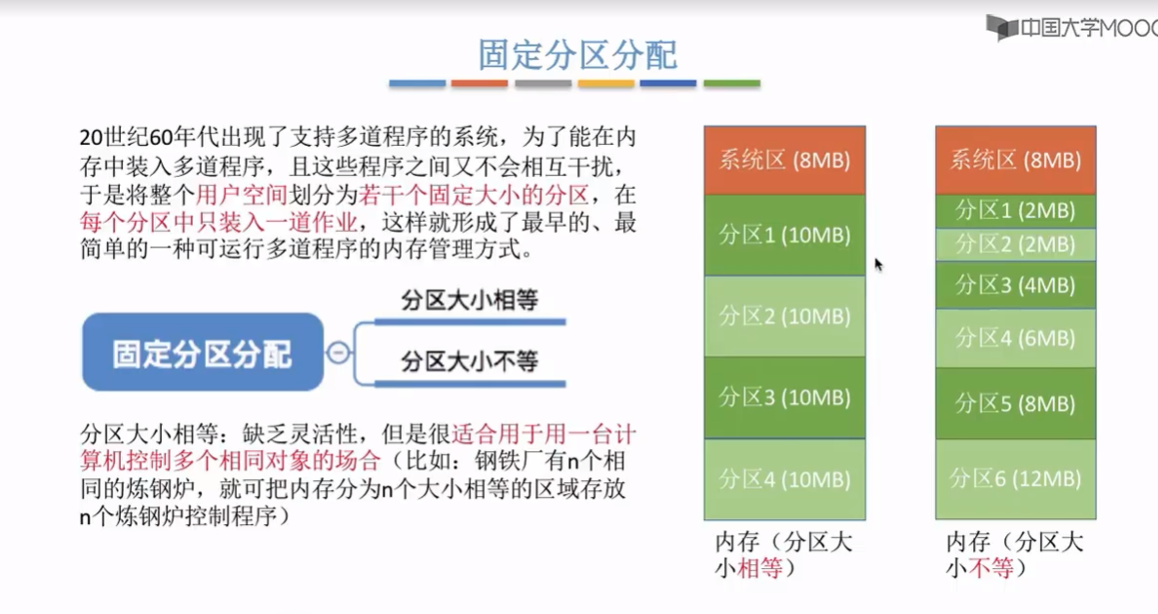 中国大学MOOC
固定分区分配
20世纪60年代出现了支持多道程序的系统，为了能在内
存中装入多道程序，且这些程序之间又不会相互干扰，
于是将整个用户空间划分为若干个固定大小的分区，在
每个分区中只装入一道作业，这样就形成了最早的、最
简单的一种可运行多道程序的内存管理方式。
固定分区分配
分区大小相等
分区大小不等
分区大小相等：缺乏灵活性，但是很适合用于用一台计
算机控制多个相同对象的场合（比如：钢铁厂有n个相
同的炼钢炉，就可把内存分为n个大小相等的区域存放
n个炼钢炉控制程序）
系统区 (8MB)
分区1 (10MB)
分区2 (10MB)
分区3 (10MB)
分区4 (10MB)
内存（分区大
小相等）
系统区 (8MB)
分区1 (2MB)
分区2 (2MB)
分区3 (4MB)
分区4 (6MB)
分区5 (8MB)
分区6 (12MB)
内存（分区大
小不等）